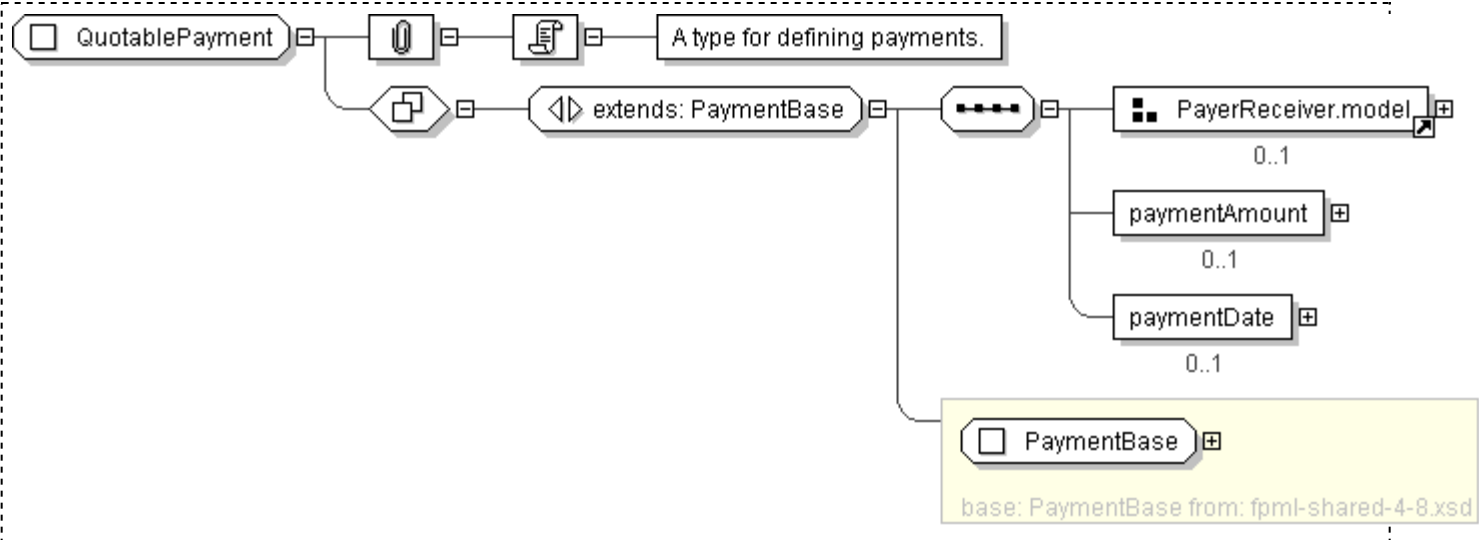 QuotablePayment
A type for defining payments.
extends: PaymentBase
PayerReceiver.model
0..1
paymentAmount
0..1
paymentDate
0..1
PaymentBase
base: PaymentBase from: fpml-shared-4-8.xsd